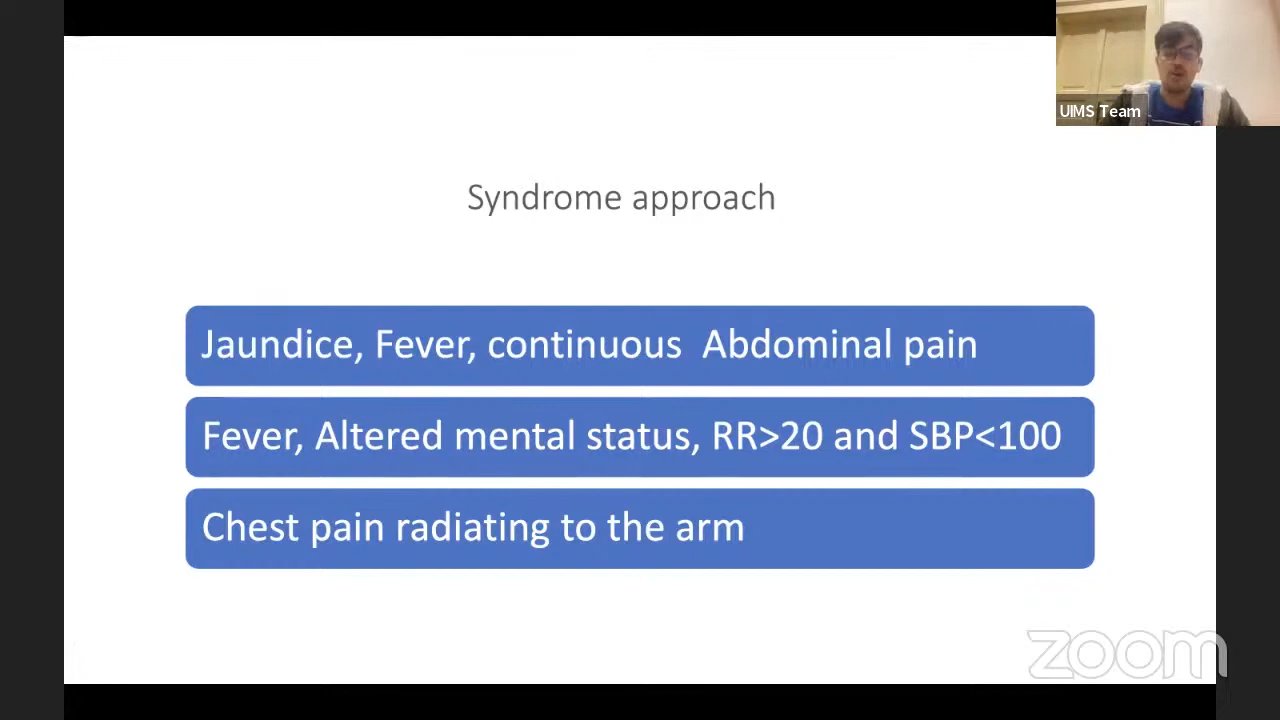 UIMS Team
Syndrome approach
Jaundice, Fever, continuous  Abdominal pain
Fever, Altered mental status, RR>20 and SBP<100
Chest pain radiating to the arm
zoom